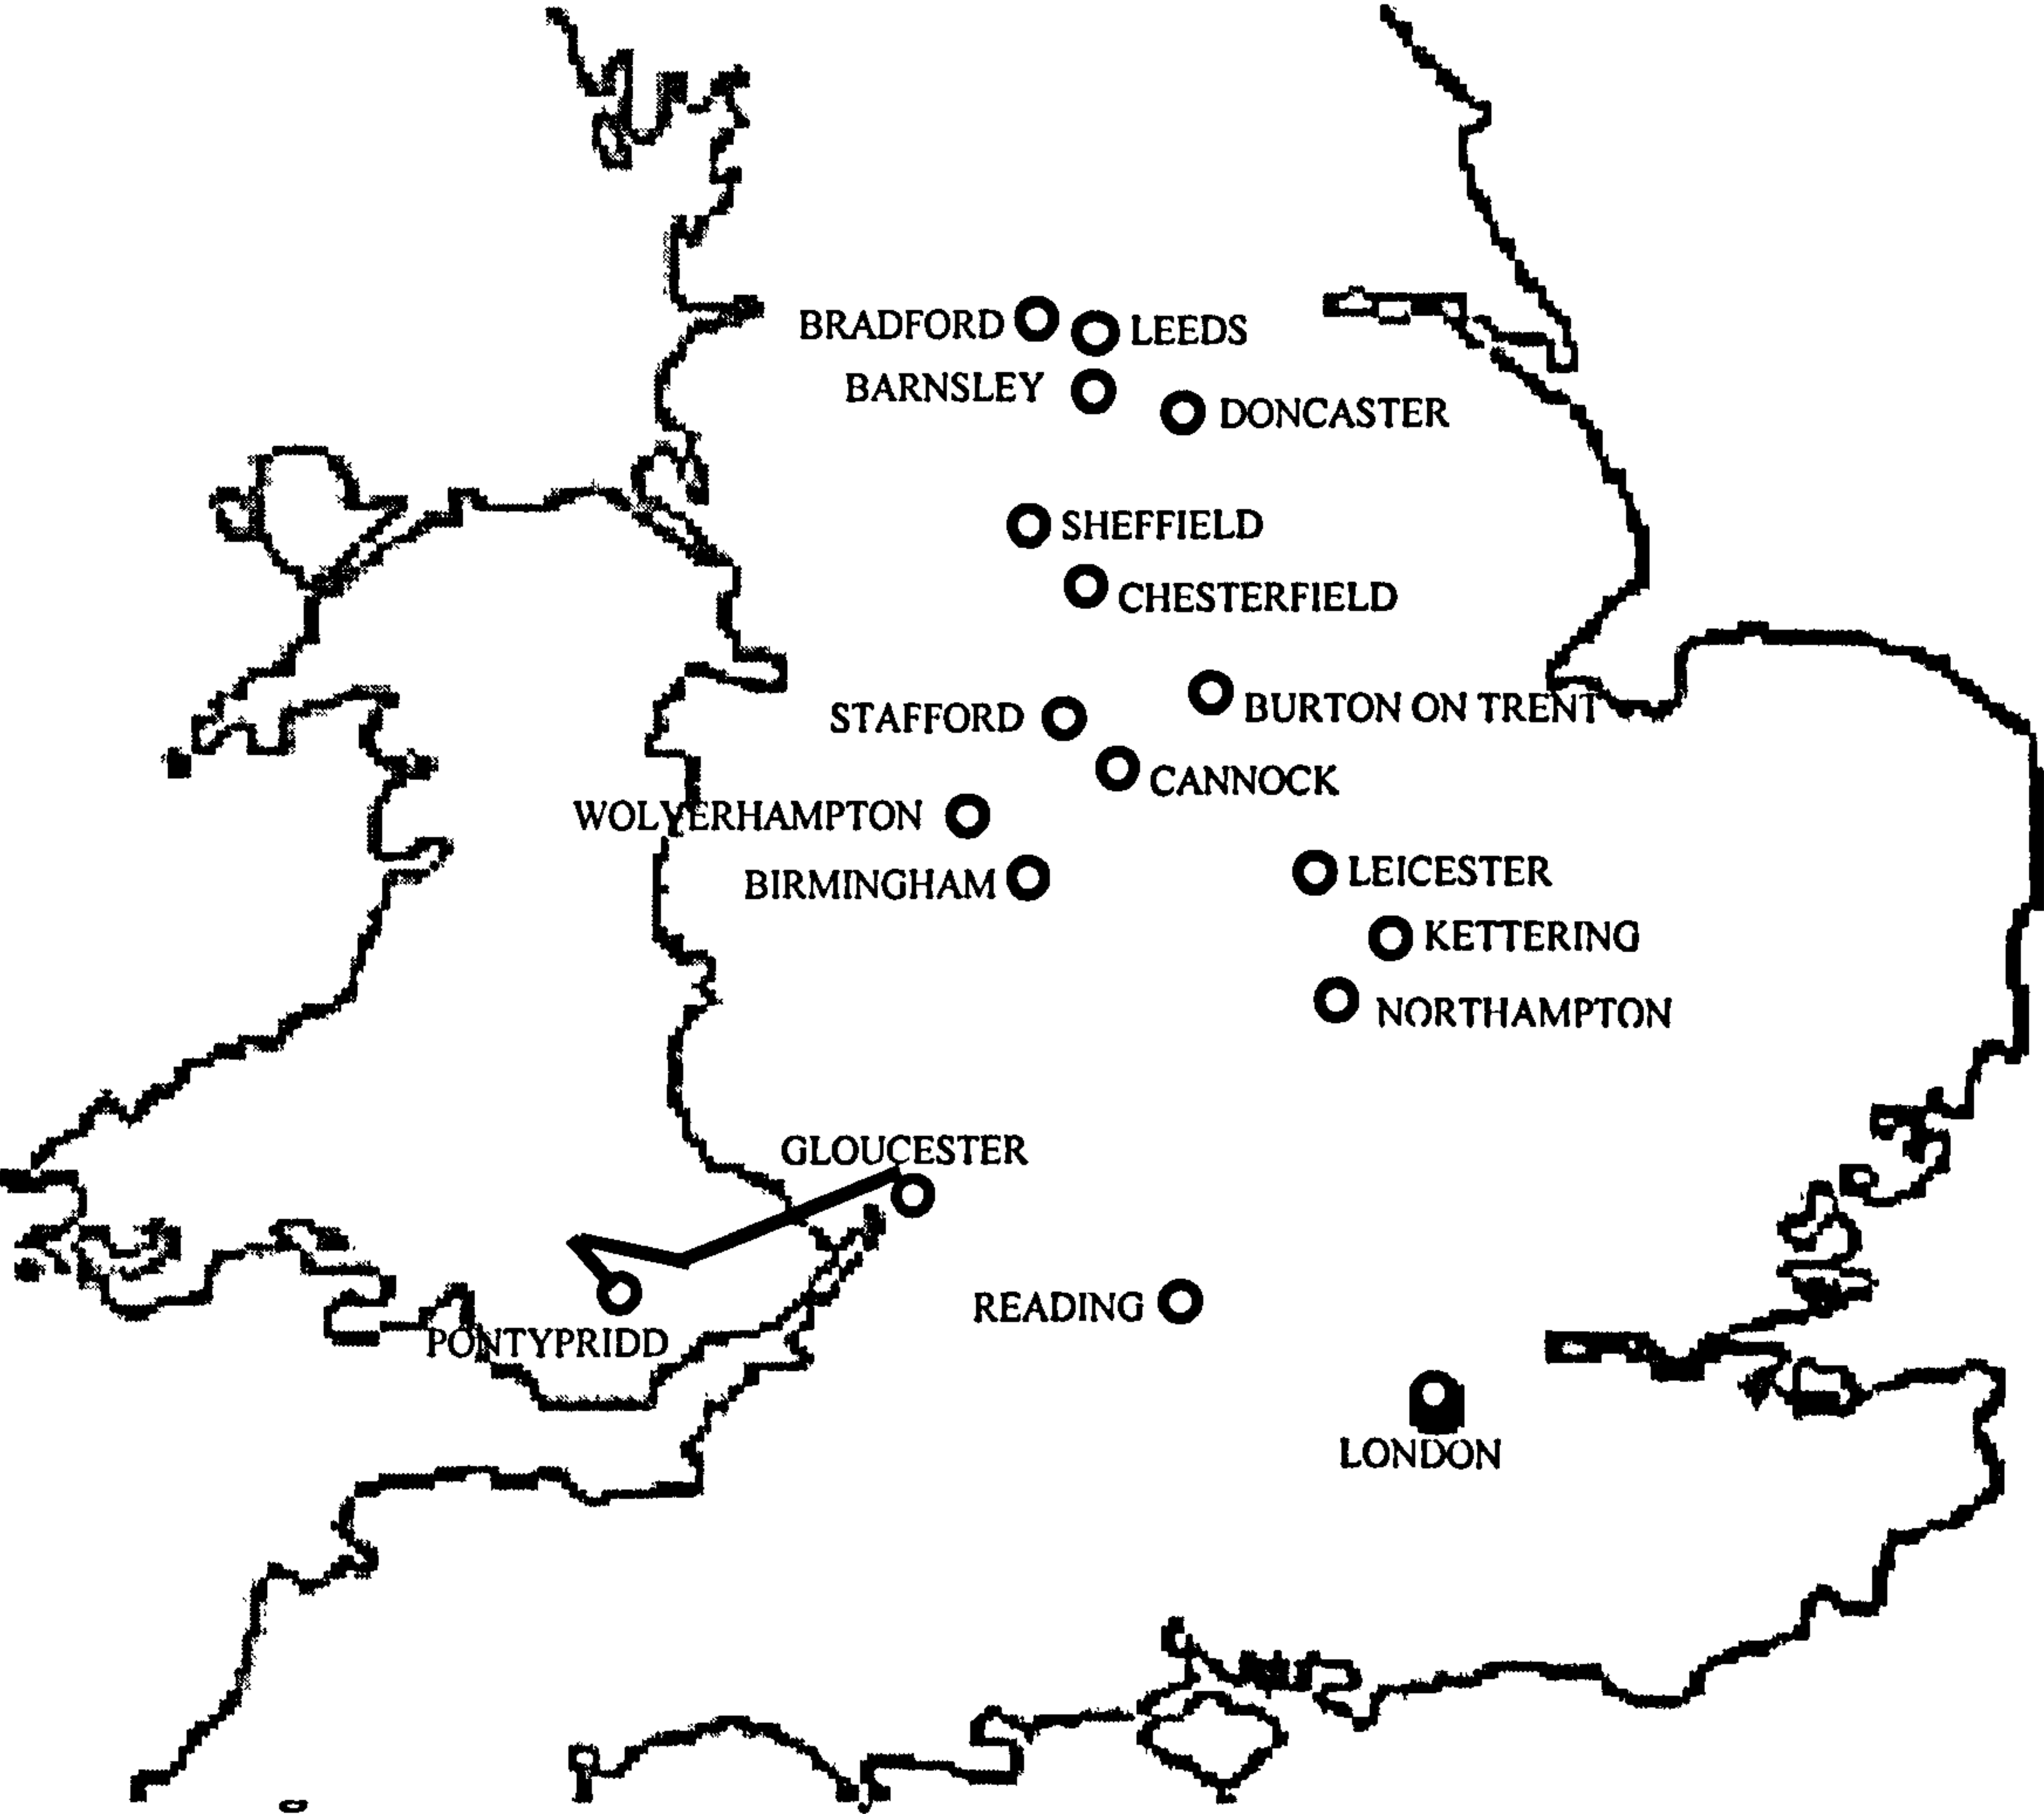 BRADFORD
LEEDS
BARNSLEY
DONCASTER
SHEFFIELD
CHESTERFIELD
BURTON ON TRENT
STAFFORD
CANNOCK
WOLVERHAMPTON
LEICESTER
BIRMINGHAM
KETTERING
NORTHAMPTON
GLOUCESTER
READING
PONTYPRIDD
LONDON